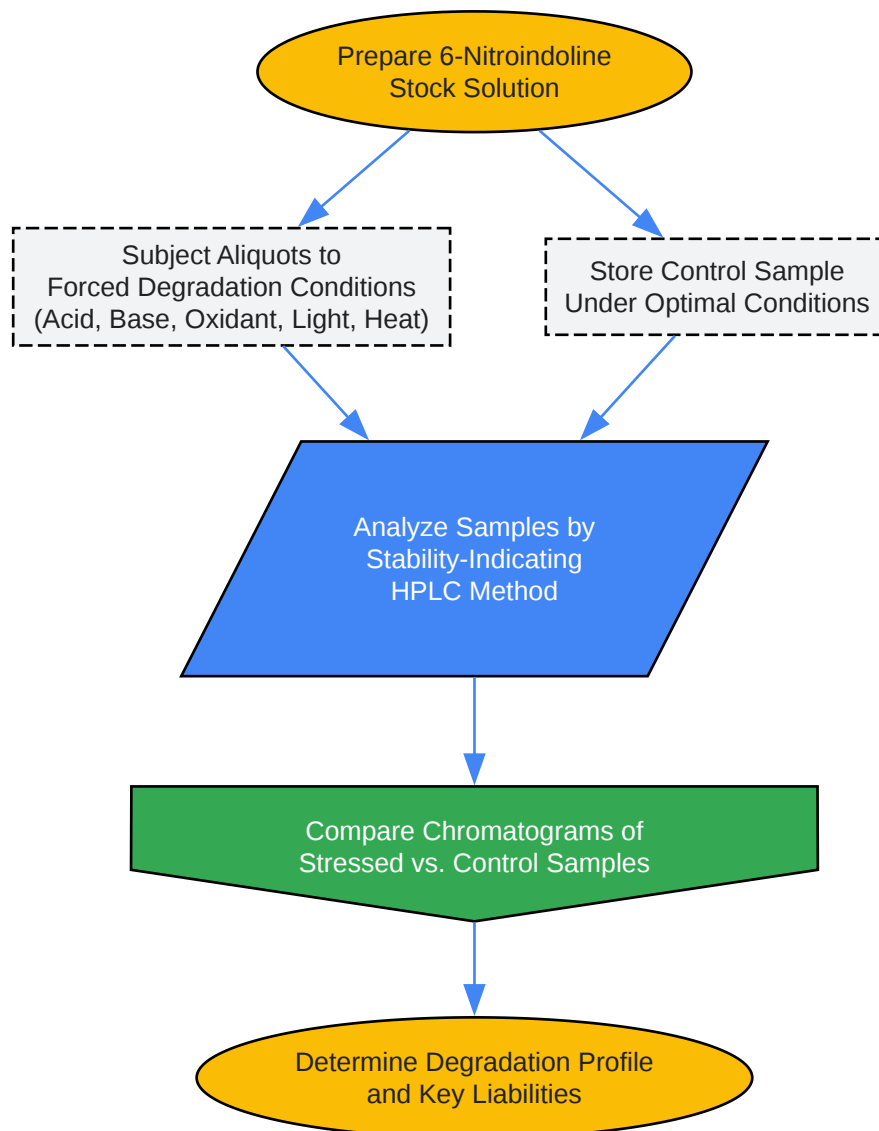 Prepare 6-Nitroindoline
Stock Solution
Subject Aliquots to
Forced Degradation Conditions
(Acid, Base, Oxidant, Light, Heat)
Store Control Sample
Under Optimal Conditions
Analyze Samples by
Stability-Indicating
HPLC Method
Compare Chromatograms of
Stressed vs. Control Samples
Determine Degradation Profile
and Key Liabilities